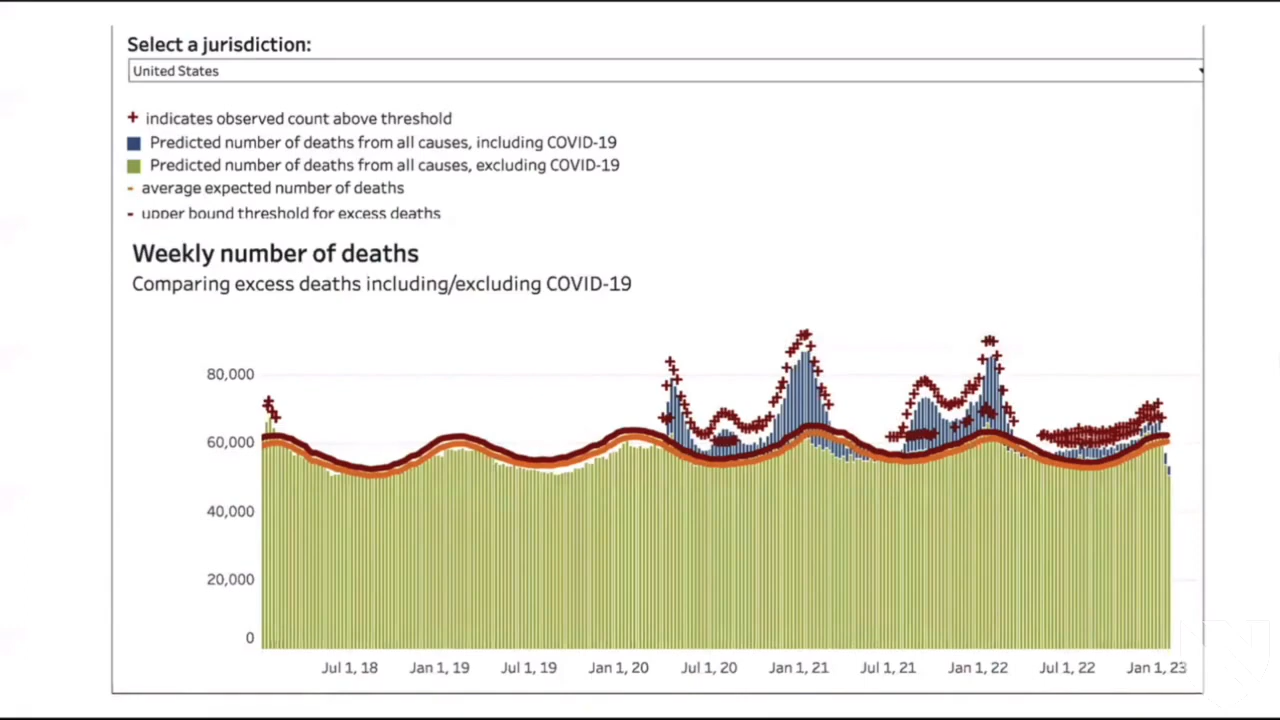 Select a jurisdiction:
United States
+ indicates observed count above threshold
Predicted number of deaths from all causes, including COVID-19
Predicted number of deaths from all causes, excluding COVID-19
- average expected number of deaths
- upper bound threshold for excess deaths
Weekly number of deaths
Comparing excess deaths including/excluding COVID-19
80,000
60,000
40,000
20,000
0
Jul 1, 18 Jan 1, 19 Jul 1, 19 Jan 1, 20 Jul 1, 20 Jan 1, 21 Jul 1, 21 Jan 1, 22 Jul 1, 22 Jan 1, 23